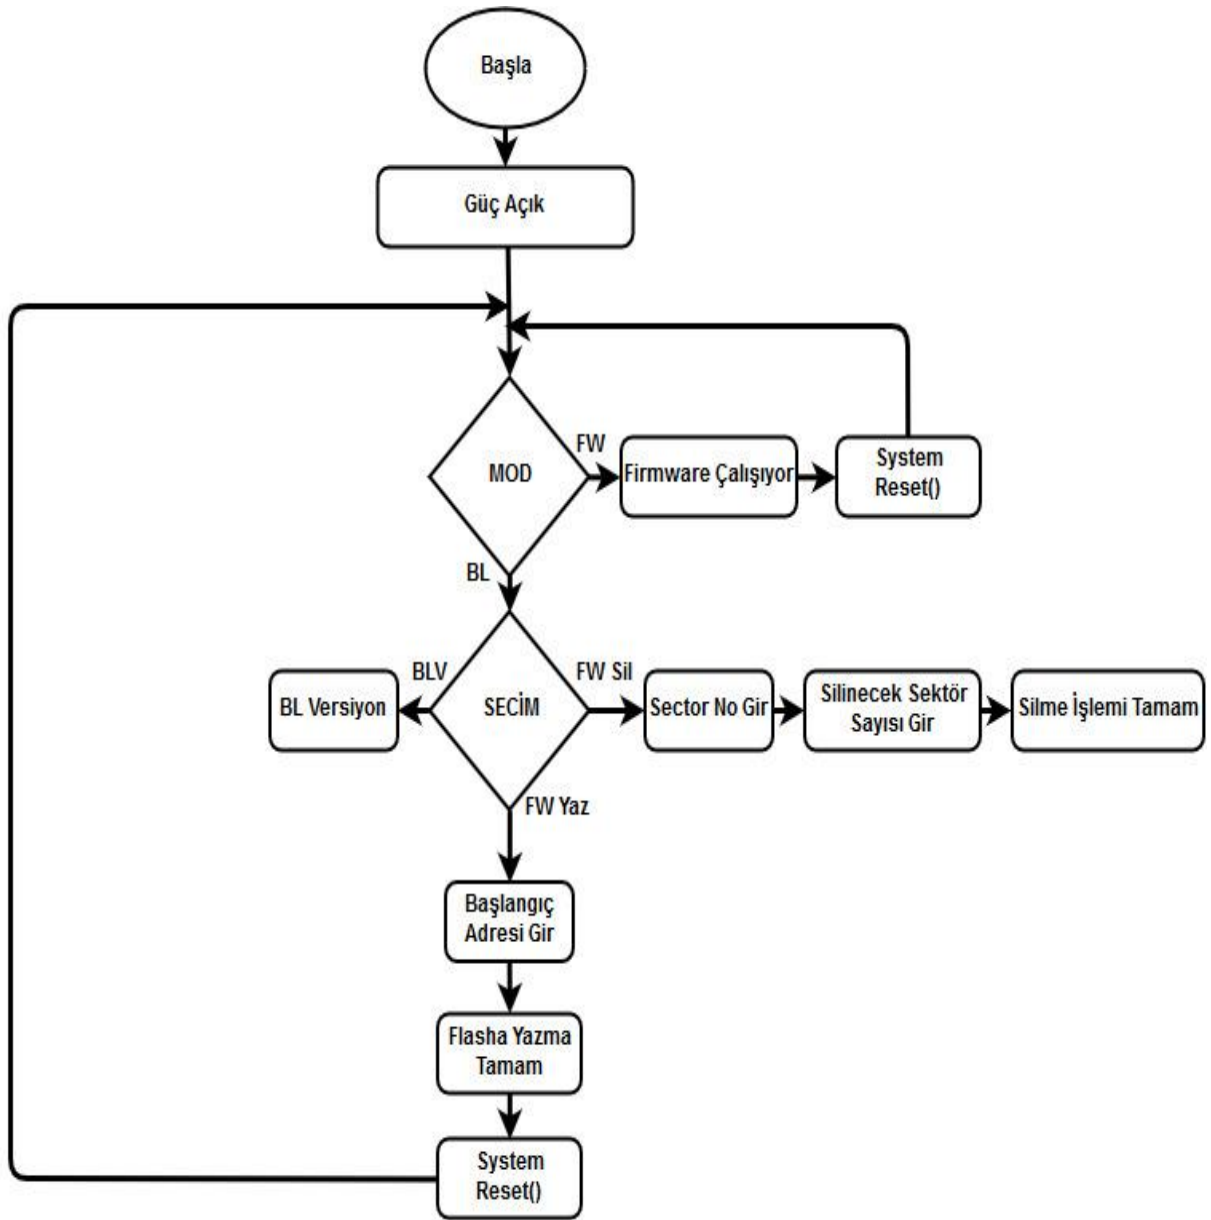 Başla
Güç Açık
MOD
FW
Firmware Çalışıyor
System
Reset()
BL
SECİM
BLV
BL Versiyon
FW Sil
Sector No Gir
Silinecek Sektör
Sayısı Gir
Silme İşlemi Tamam
FW Yaz
Başlangıç
Adresi Gir
Flasha Yazma
Tamam
System
Reset()